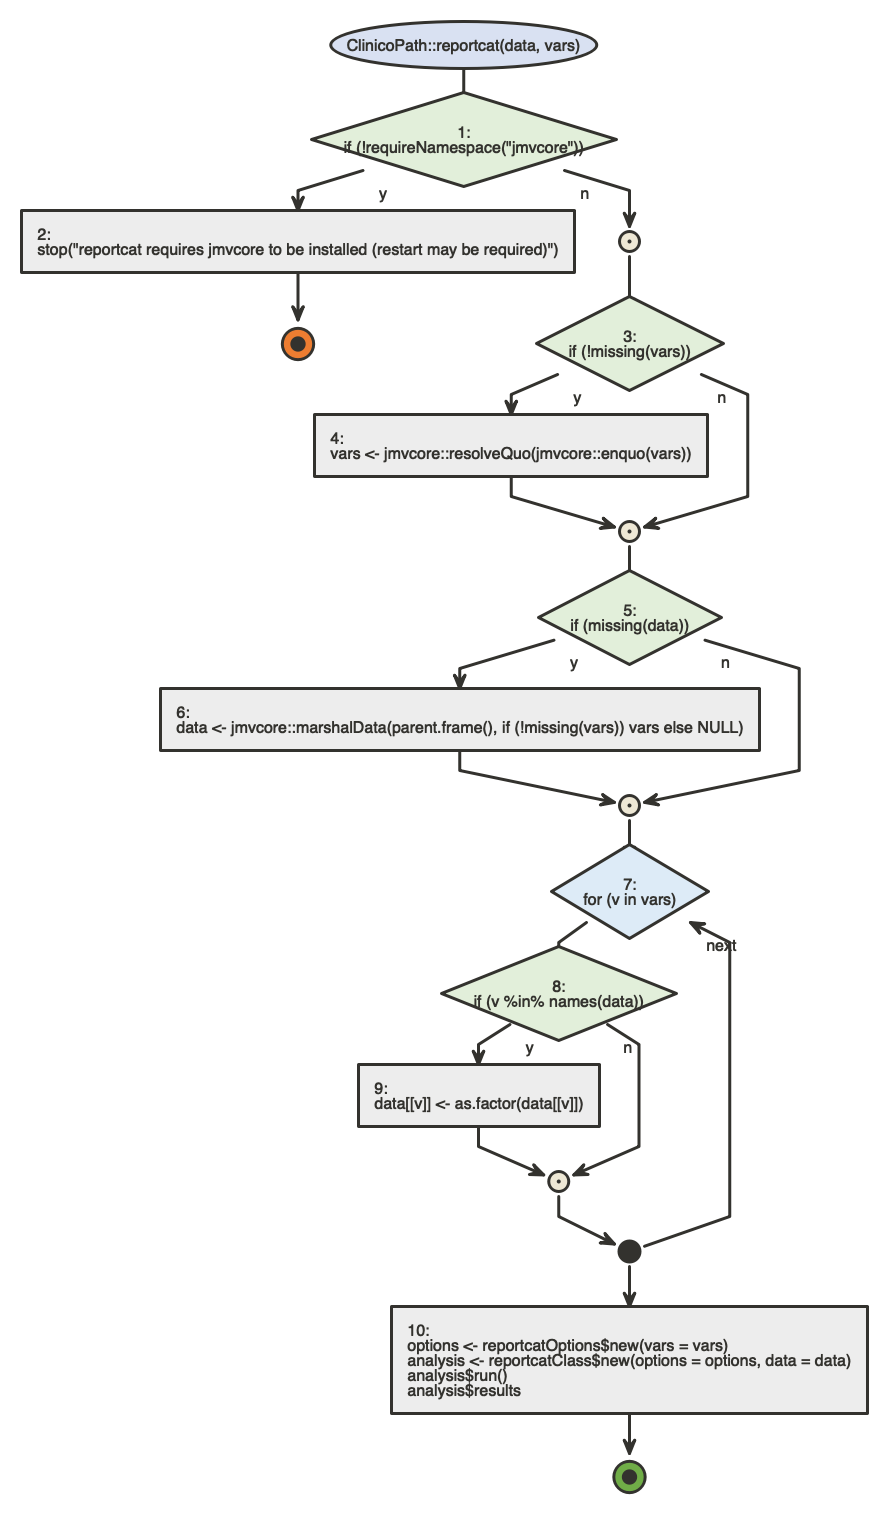 ClinicoPath::reportcat(data, vars)
1:
if (!requireNamespace("jmvcore"))
y
n
2:
stop("reportcat requires jmvcore to be installed (restart may be required)")
3:
if (!missing(vars))
y
n
4:
vars <- jmvcore::resolveQuo(jmvcore::enquo(vars))
5:
if (missing(data))
y
n
6:
data <- jmvcore::marshalData(parent.frame(), if (!missing(vars)) vars else NULL)
7:
for (v in vars)
next
8:
if (v %in% names(data))
y
n
9:
data[[v]] <- as.factor(data[[v]])
10:
options <- reportcatOptions$new(vars = vars)
analysis <- reportcatClass$new(options = options, data = data)
analysis$run()
analysis$results